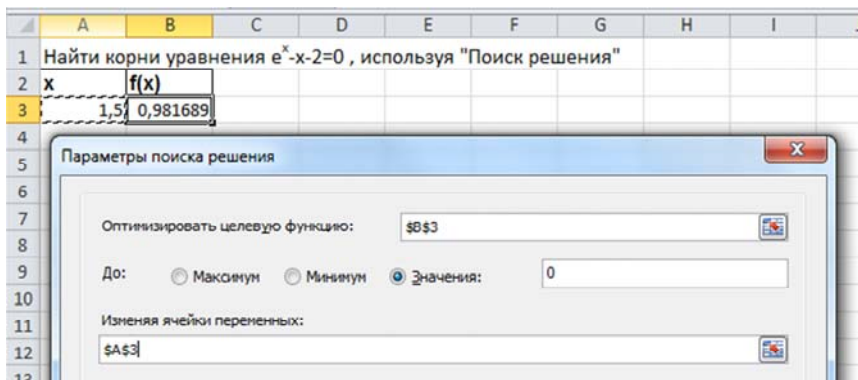 A B C D E F G H I
1 Найти корни уравнения e^x-x-2=0 , используя "Поиск решения"
2 x f(x)
3 1,5 0,981689
4
5 Параметры поиска решения
6
7 Оптимизировать целевую функцию: $B$3
8
9 До: Максимум Минимум Значения: 0
10
11 Изменяя ячейки переменных:
12 $A$3
13